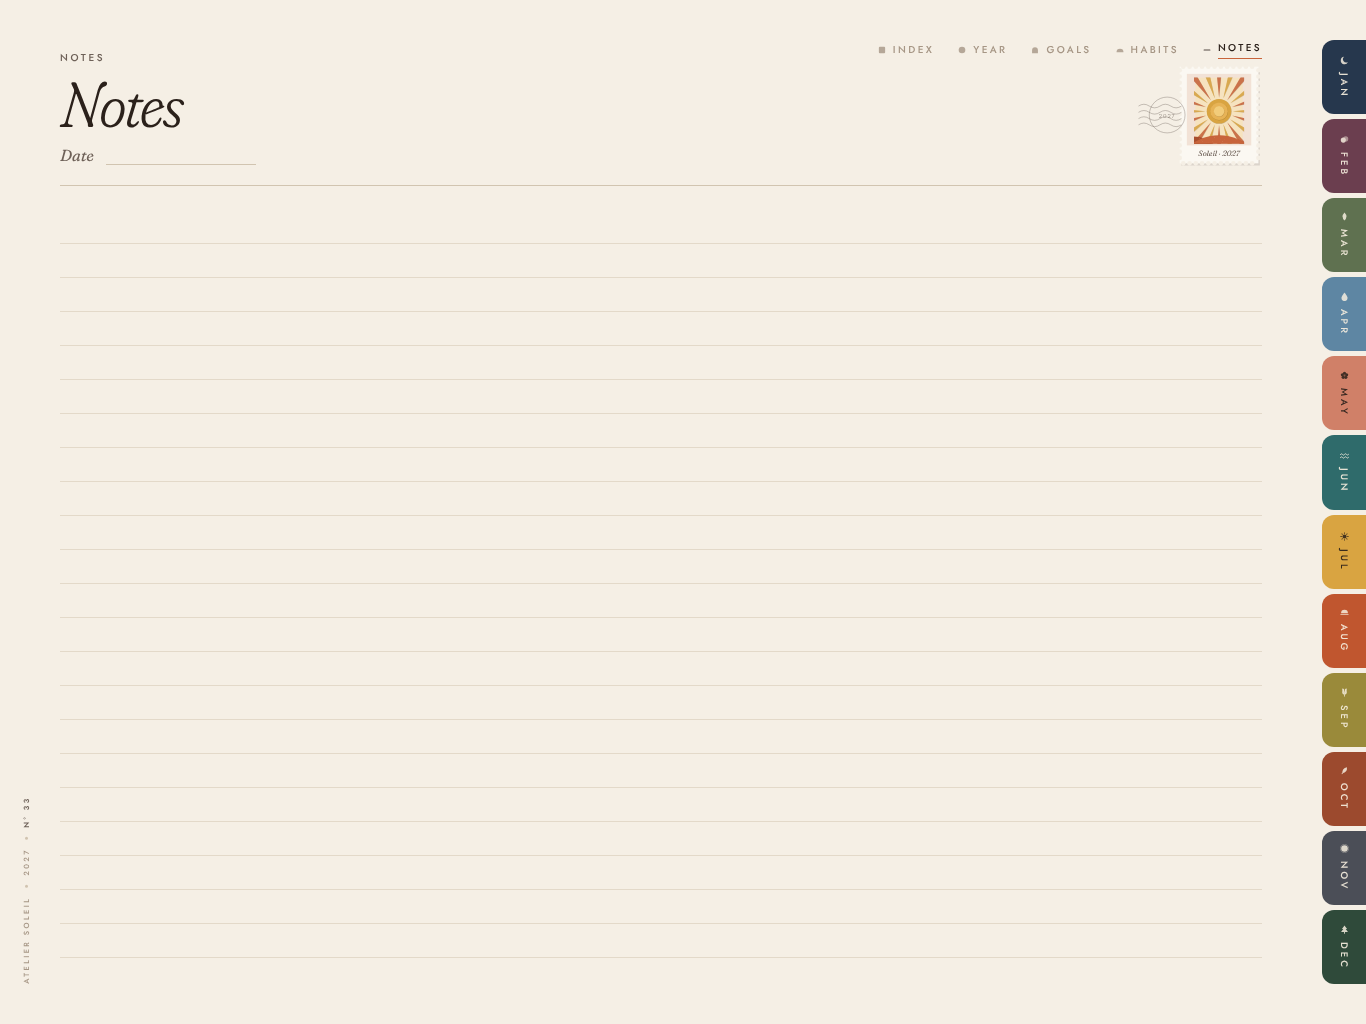 NOTES
INDEX
YEAR
GOALS
HABITS
NOTES
Notes
Date
2027
Soleil · 2027
JAN
FEB
MAR
APR
MAY
JUN
JUL
AUG
SEP
OCT
NOV
DEC
ATELIER SOLEIL • 2027 • N° 33